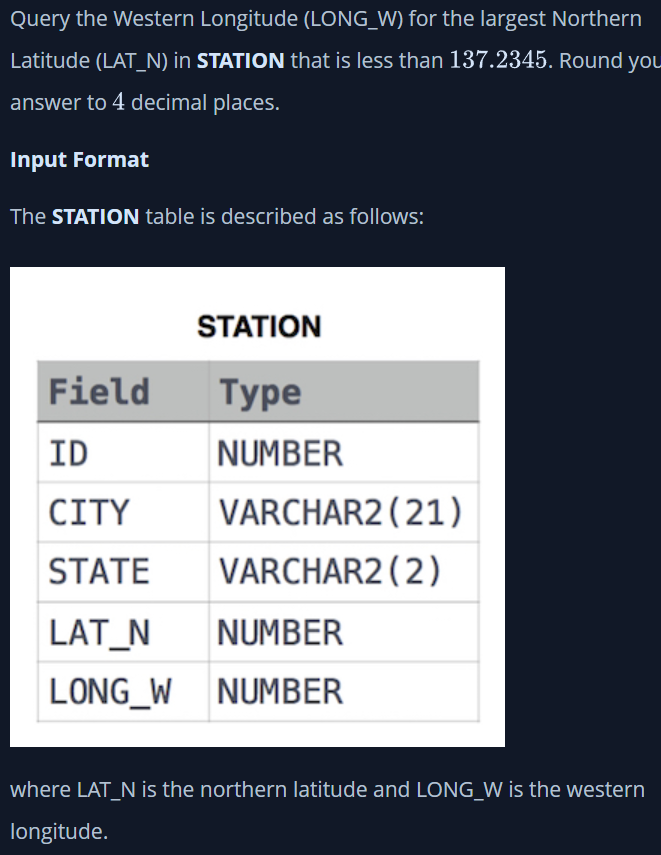 Query the Western Longitude (LONG_W) for the largest Northern
Latitude (LAT_N) in STATION that is less than 137.2345. Round you
answer to 4 decimal places.
Input Format
The STATION table is described as follows:
STATION
Field Type
ID NUMBER
CITY VARCHAR2(21)
STATE VARCHAR2(2)
LAT_N NUMBER
LONG_W NUMBER
where LAT_N is the northern latitude and LONG_W is the western
longitude.